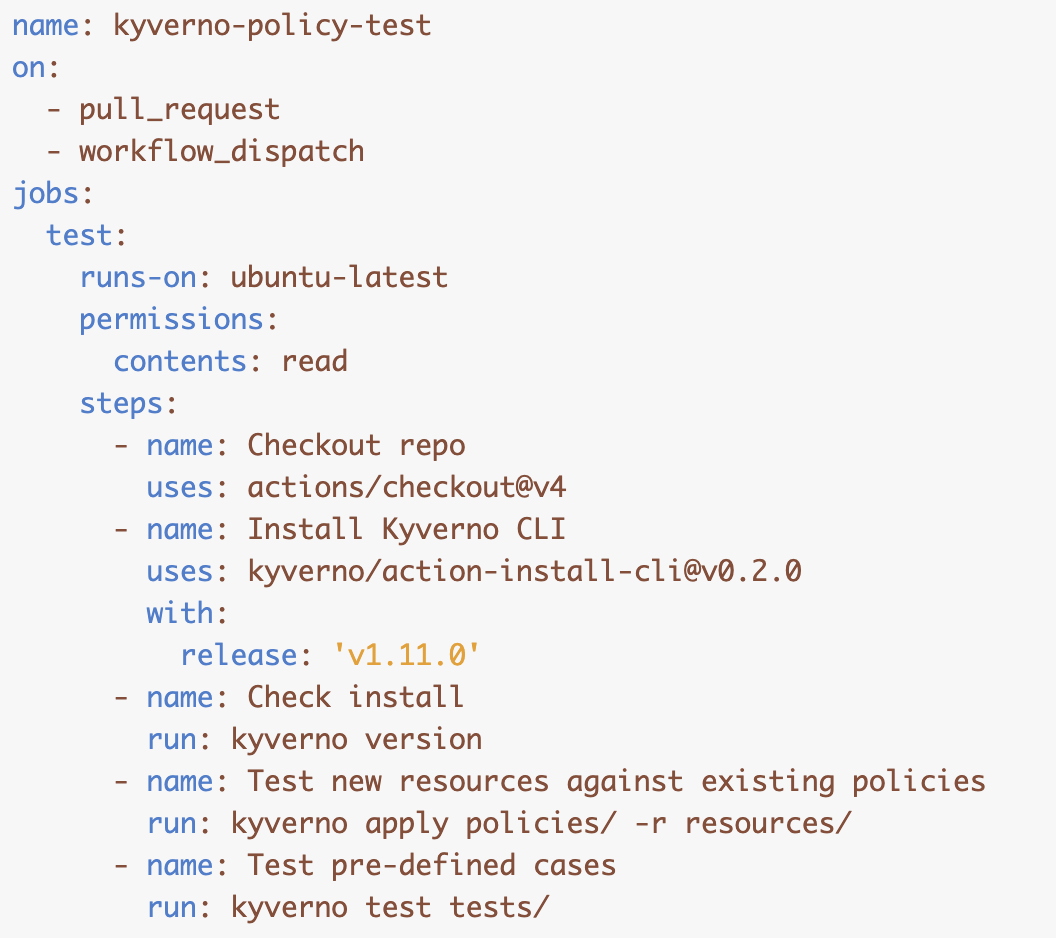 name: kyverno-policy-test
on:
  - pull_request
  - workflow_dispatch
jobs:
  test:
    runs-on: ubuntu-latest
    permissions:
      contents: read
    steps:
      - name: Checkout repo
        uses: actions/checkout@v4
      - name: Install Kyverno CLI
        uses: kyverno/action-install-cli@v0.2.0
        with:
          release: 'v1.11.0'
      - name: Check install
        run: kyverno version
      - name: Test new resources against existing policies
        run: kyverno apply policies/ -r resources/
      - name: Test pre-defined cases
        run: kyverno test tests/